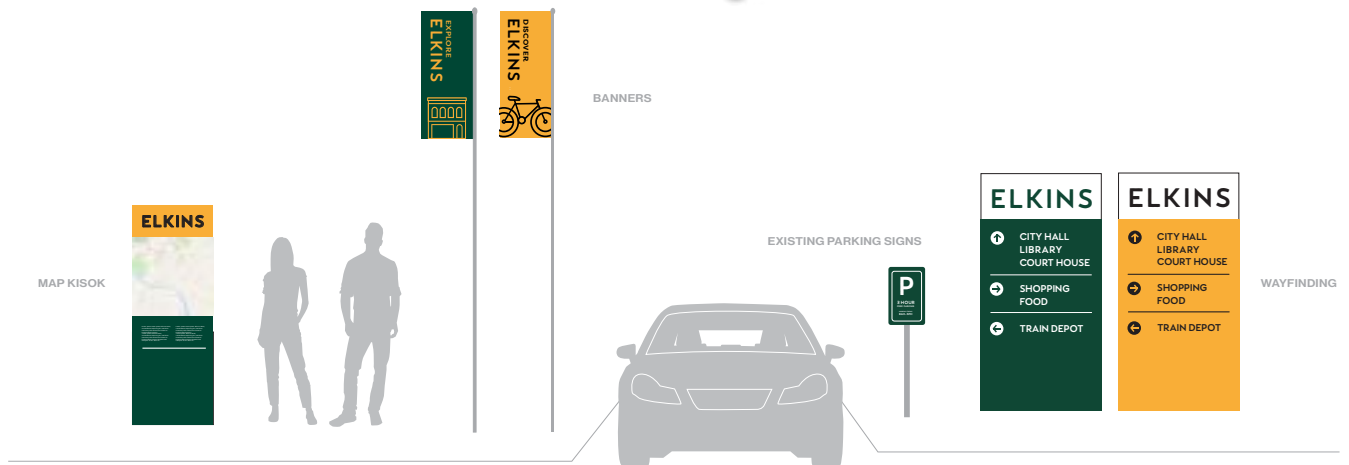 EXPLORE
ELKINS
DISCOVER
ELKINS
BANNERS
ELKINS
MAP KISOK
EXISTING PARKING SIGNS
P
ELKINS
CITY HALL
LIBRARY
COURT HOUSE
SHOPPING
FOOD
TRAIN DEPOT
ELKINS
CITY HALL
LIBRARY
COURT HOUSE
SHOPPING
FOOD
TRAIN DEPOT
WAYFINDING